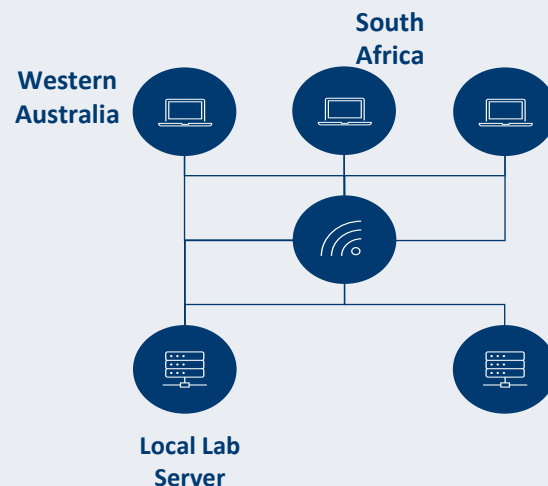 South
Africa
Western
Australia
Local Lab
Server